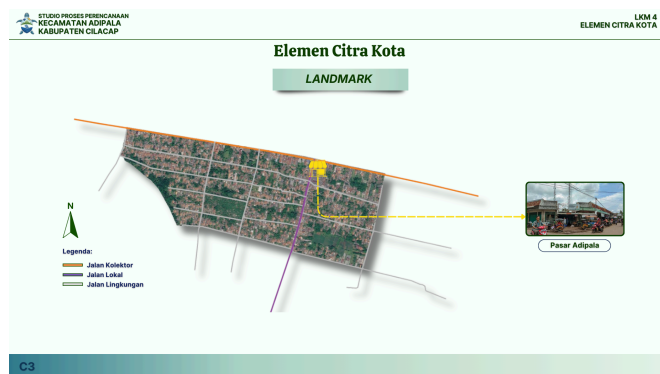 STUDIO PROSES PERENCANAAN
KECAMATAN ADIPALA
KABUPATEN CILACAP
LKM 4
ELEMEN CITRA KOTA
Elemen Citra Kota
LANDMARK
N
Legenda:
Jalan Kolektor
Jalan Lokal
Jalan Lingkungan
Pasar Adipala
C3